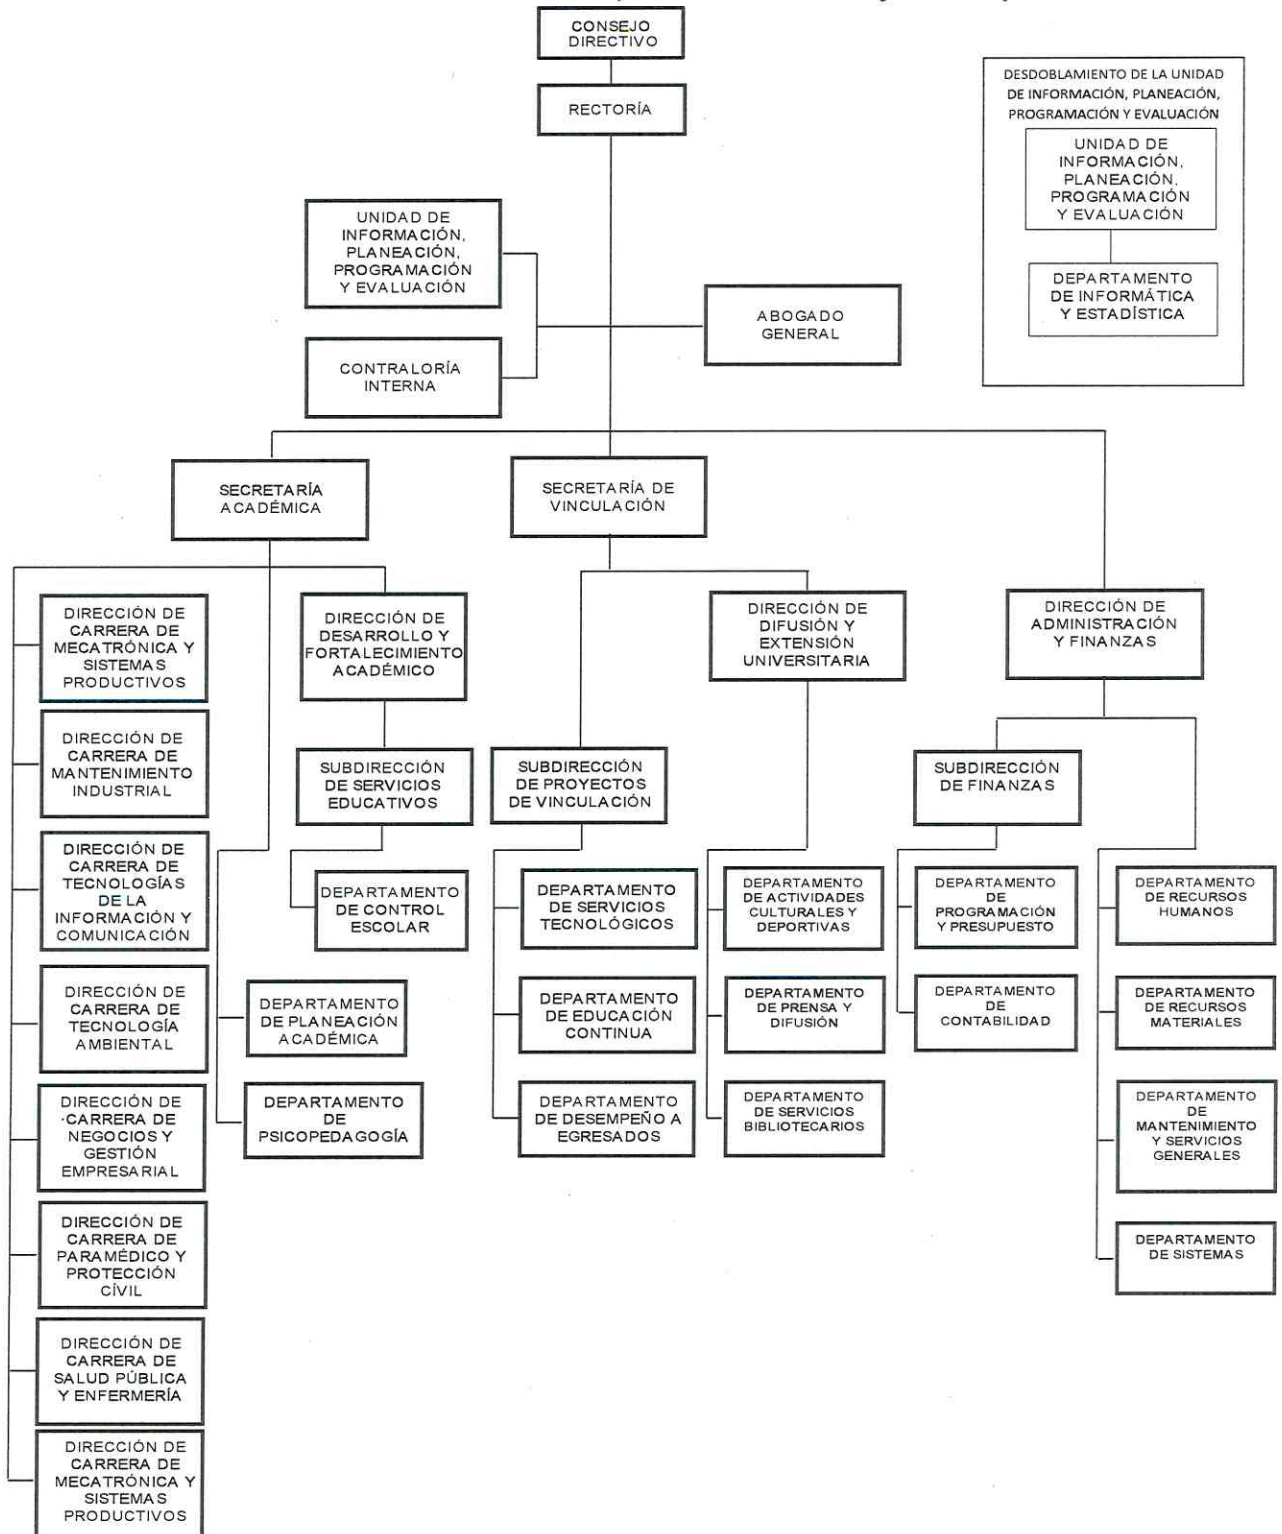 CONSEJO
DIRECTIVO
RECTORÍA
DESDOBLAMIENTO DE LA UNIDAD
DE INFORMACIÓN, PLANEACIÓN,
PROGRAMACIÓN Y EVALUACIÓN
UNIDAD DE
INFORMACIÓN,
PLANEACIÓN,
PROGRAMACIÓN
Y EVALUACIÓN
DEPARTAMENTO
DE INFORMÁTICA
Y ESTADÍSTICA
UNIDAD DE
INFORMACIÓN,
PLANEACIÓN,
PROGRAMACIÓN
Y EVALUACIÓN
ABOGADO
GENERAL
CONTRALORÍA
INTERNA
SECRETARÍA
ACADÉMICA
SECRETARÍA DE
VINCULACIÓN
DIRECCIÓN DE
CARRERA DE
MECATRÓNICA Y
SISTEMAS
PRODUCTIVOS
DIRECCIÓN DE
CARRERA DE
MANTENIMIENTO
INDUSTRIAL
DIRECCIÓN DE
CARRERA DE
TECNOLOGÍAS
DE LA
INFORMACIÓN Y
COMUNICACIÓN
DIRECCIÓN DE
CARRERA DE
TECNOLOGÍA
AMBIENTAL
DIRECCIÓN DE
CARRERA DE
NEGOCIOS Y
GESTIÓN
EMPRESARIAL
DIRECCIÓN DE
CARRERA DE
PARAMÉDICO Y
PROTECCIÓN
CÍVIL
DIRECCIÓN DE
CARRERA DE
SALUD PÚBLICA
Y ENFERMERÍA
DIRECCIÓN DE
CARRERA DE
MECATRÓNICA Y
SISTEMAS
PRODUCTIVOS
DIRECCIÓN DE
DESARROLLO Y
FORTALECIMIENTO
ACADÉMICO
SUBDIRECCIÓN
DE SERVICIOS
EDUCATIVOS
DEPARTAMENTO
DE CONTROL
ESCOLAR
DEPARTAMENTO
DE PLANEACIÓN
ACADÉMICA
DEPARTAMENTO
DE
PSICOPEDAGOGÍA
SUBDIRECCIÓN
DE PROYECTOS
DE VINCULACIÓN
DEPARTAMENTO
DE SERVICIOS
TECNOLÓGICOS
DEPARTAMENTO
DE EDUCACIÓN
CONTINUA
DEPARTAMENTO
DE DESEMPEÑO A
EGRESADOS
DIRECCIÓN DE
DIFUSIÓN Y
EXTENSIÓN
UNIVERSITARIA
DEPARTAMENTO
DE ACTIVIDADES
CULTURALES Y
DEPORTIVAS
DEPARTAMENTO
DE PRENSA Y
DIFUSIÓN
DEPARTAMENTO
DE SERVICIOS
BIBLIOTECARIOS
DIRECCIÓN DE
ADMINISTRACIÓN
Y FINANZAS
SUBDIRECCIÓN
DE FINANZAS
DEPARTAMENTO
DE
PROGRAMACIÓN
Y PRESUPUESTO
DEPARTAMENTO
DE
CONTABILIDAD
DEPARTAMENTO
DE RECURSOS
HUMANOS
DEPARTAMENTO
DE RECURSOS
MATERIALES
DEPARTAMENTO
DE
MANTENIMIENTO
Y SERVICIOS
GENERALES
DEPARTAMENTO
DE SISTEMAS